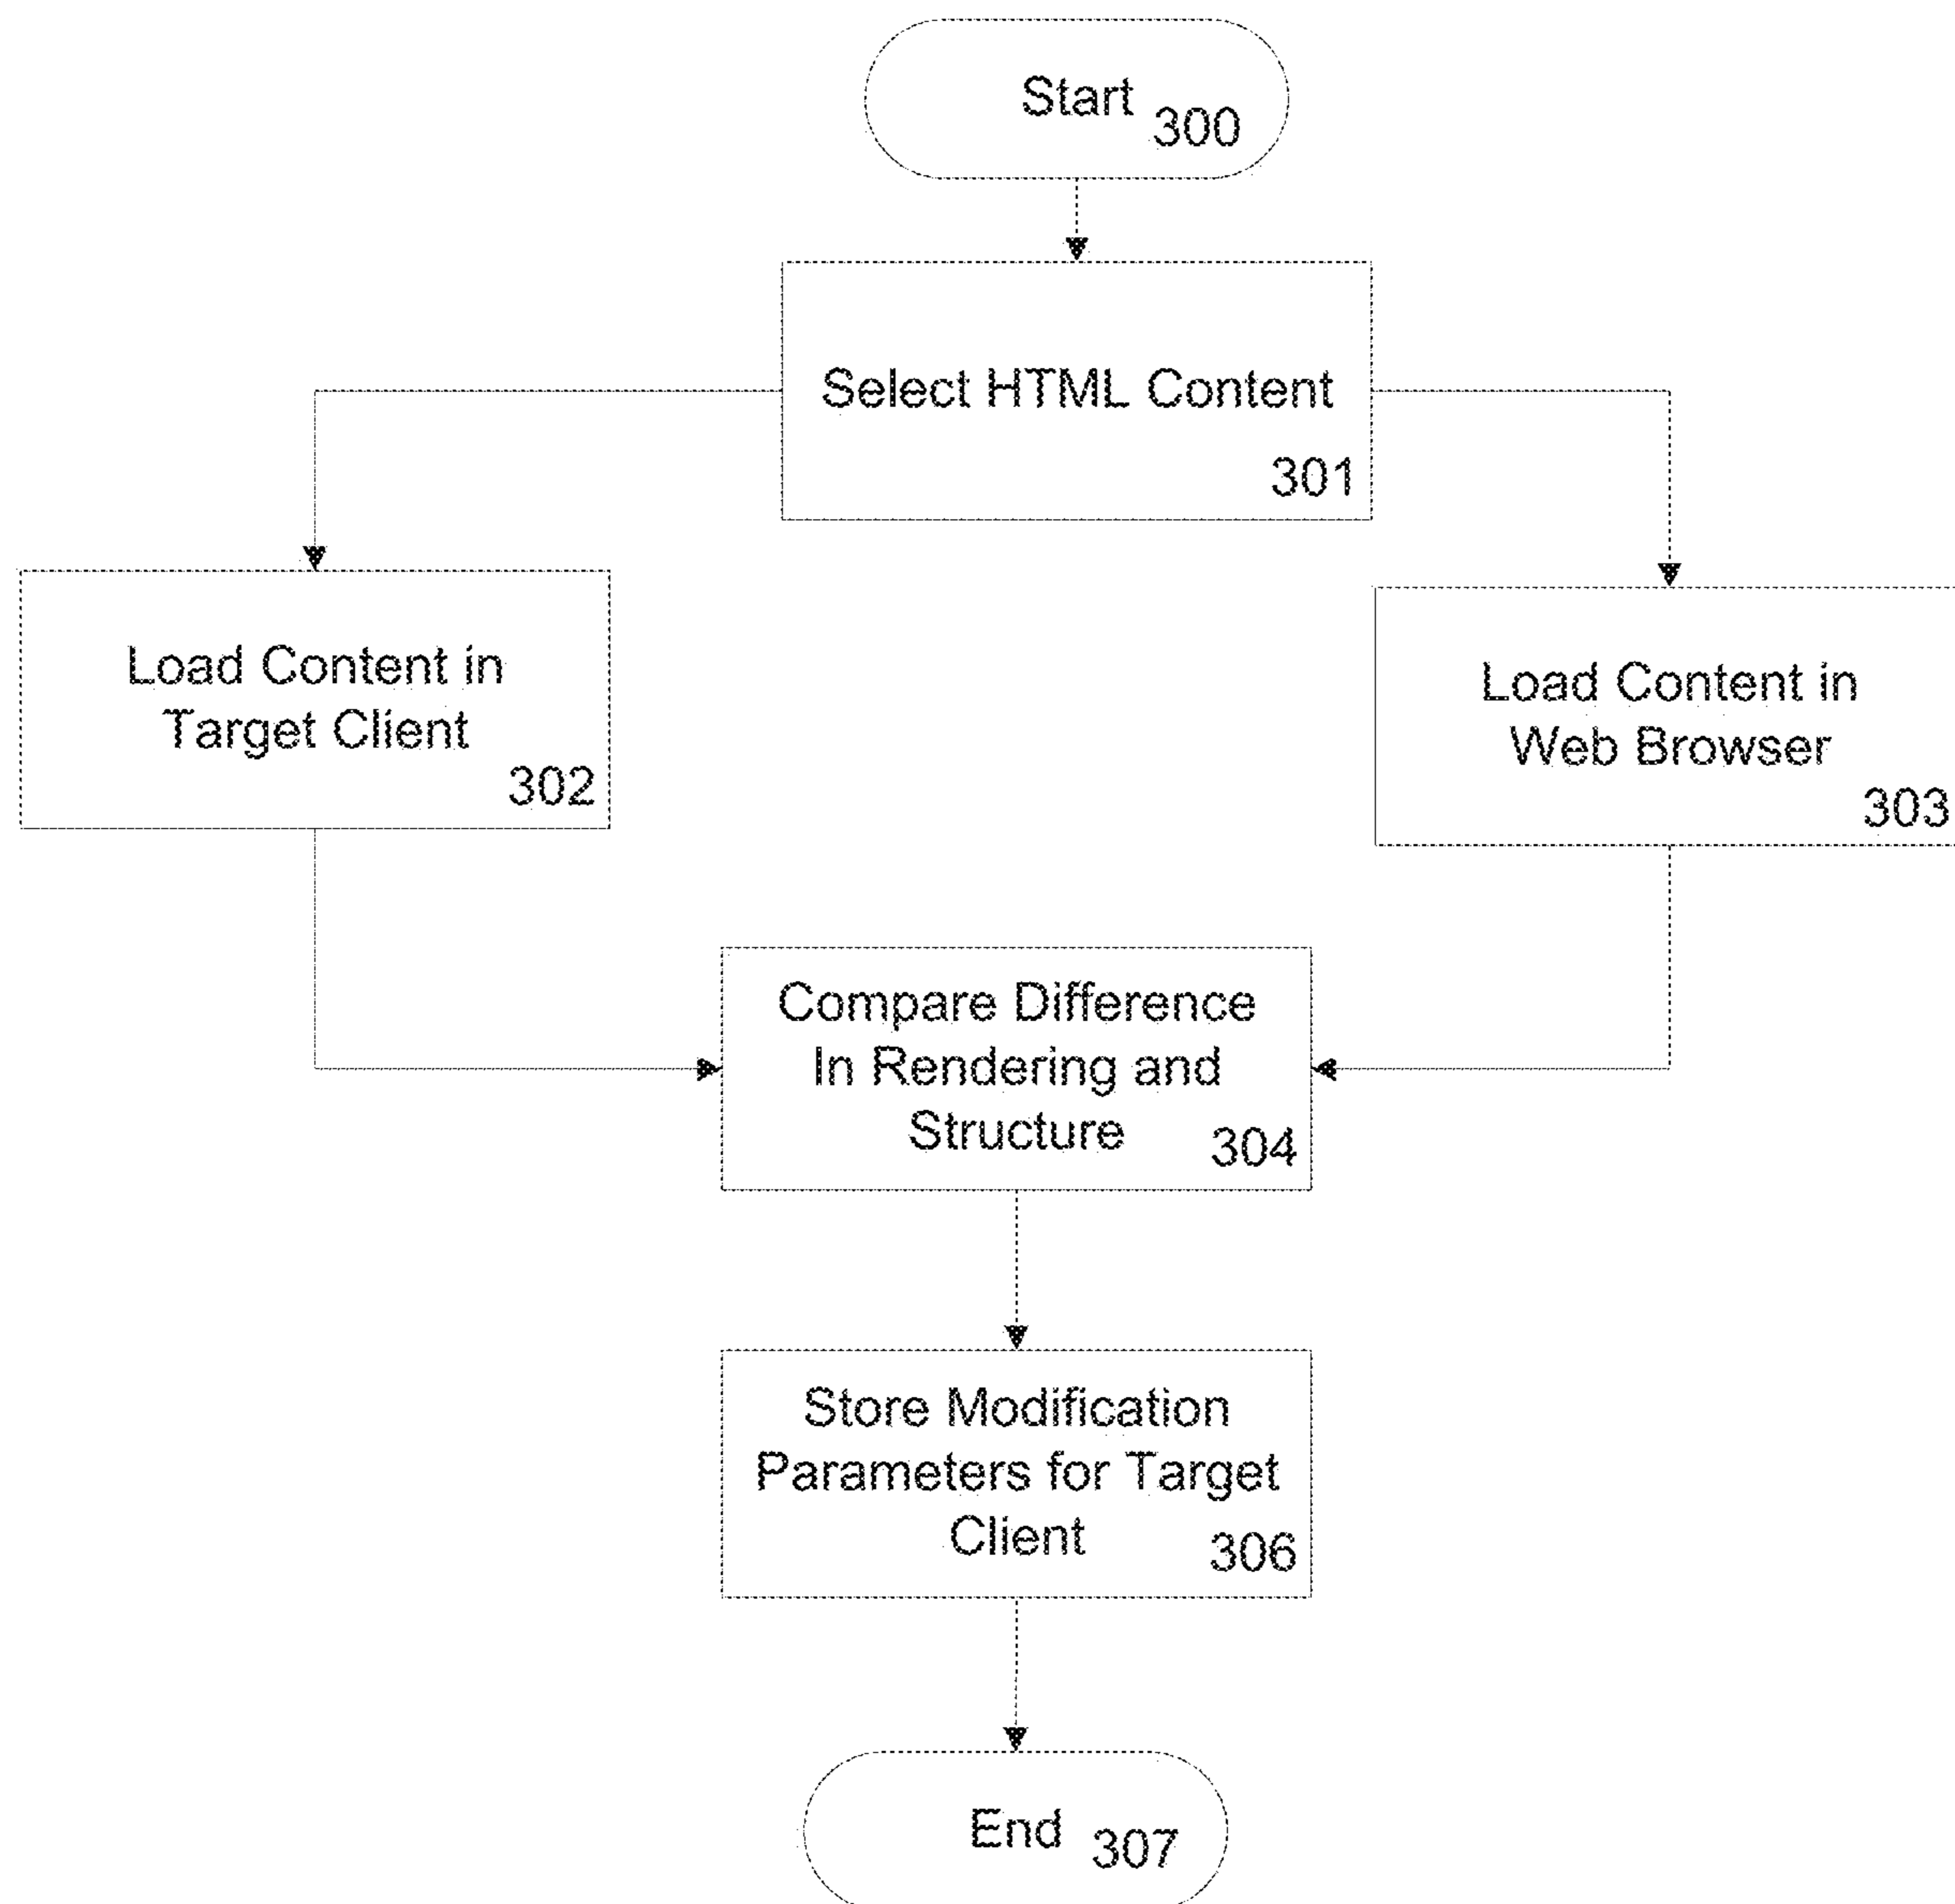 Start
300
Select HTML Content
301
Load Content in
Target Client
302
Load Content in
Web Browser
303
Compare Difference
In Rendering and
Structure
304
Store Modification
Parameters for Target
Client
306
End
307